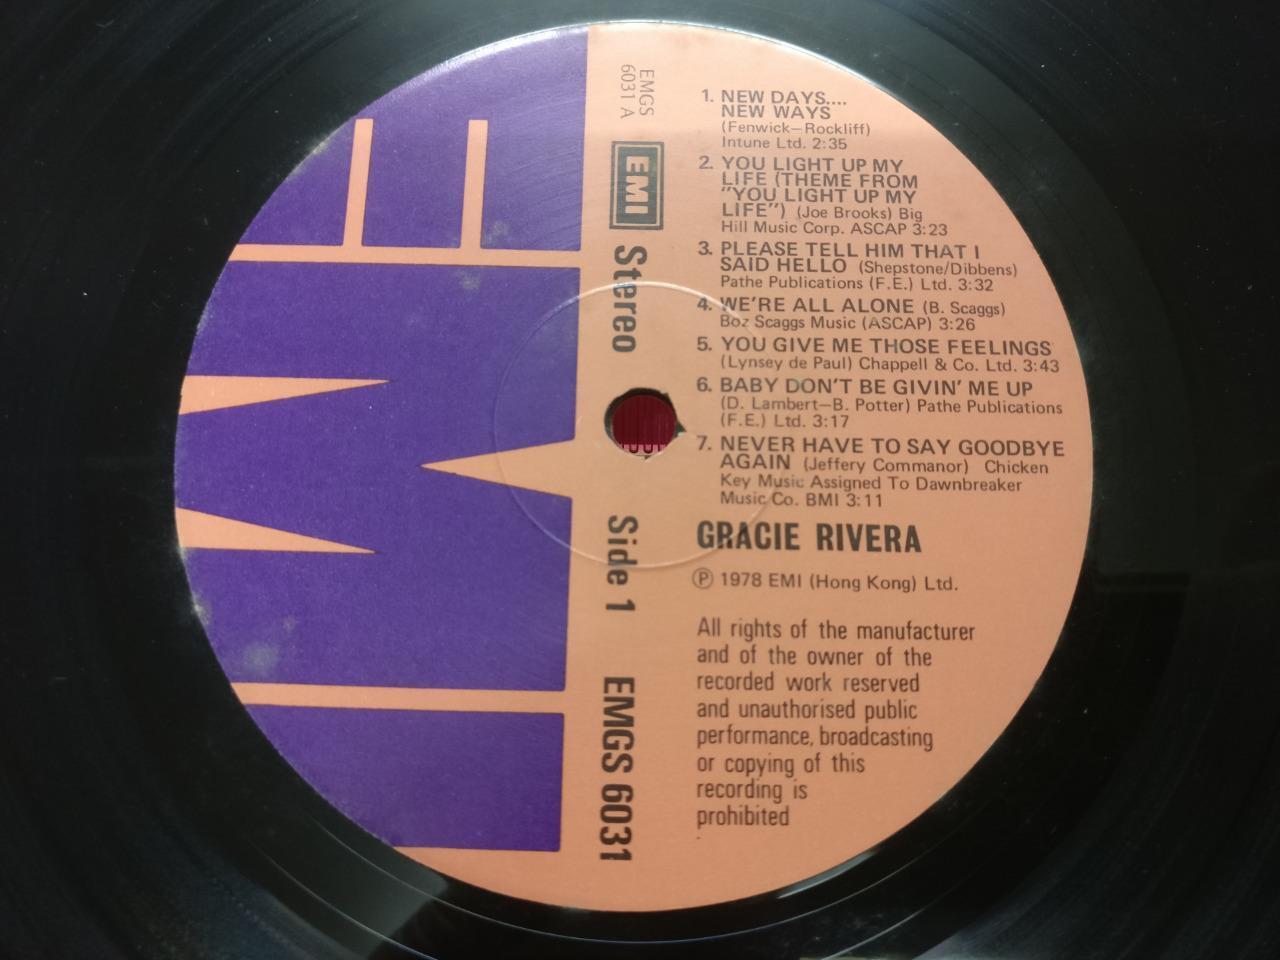 EMGS
6031 A
EMI
Stereo
Side 1
EMGS 6031
1. NEW DAYS....
NEW WAYS
(Fenwick—Rockliff)
Intune Ltd. 2:35
2. YOU LIGHT UP MY
LIFE (THEME FROM
"YOU LIGHT UP MY
LIFE") (Joe Brooks) Big
Hill Music Corp. ASCAP 3:23
3. PLEASE TELL HIM THAT I
SAID HELLO (Shepstone/Dibbens)
Pathe Publications (F.E.) Ltd. 3:32
4. WE'RE ALL ALONE (B. Scaggs)
Boz Scaggs Music (ASCAP) 3:26
5. YOU GIVE ME THOSE FEELINGS
(Lynsey de Paul) Chappell & Co. Ltd. 3:43
6. BABY DON'T BE GIVIN' ME UP
(D. Lambert—B. Potter) Pathe Publications
(F.E.) Ltd. 3:17
7. NEVER HAVE TO SAY GOODBYE
AGAIN (Jeffery Commanor) Chicken
Key Music Assigned To Dawnbreaker
Music Co. BMI 3:11
GRACIE RIVERA
Ⓟ 1978 EMI (Hong Kong) Ltd.
All rights of the manufacturer
and of the owner of the
recorded work reserved
and unauthorised public
performance, broadcasting
or copying of this
recording is
prohibited